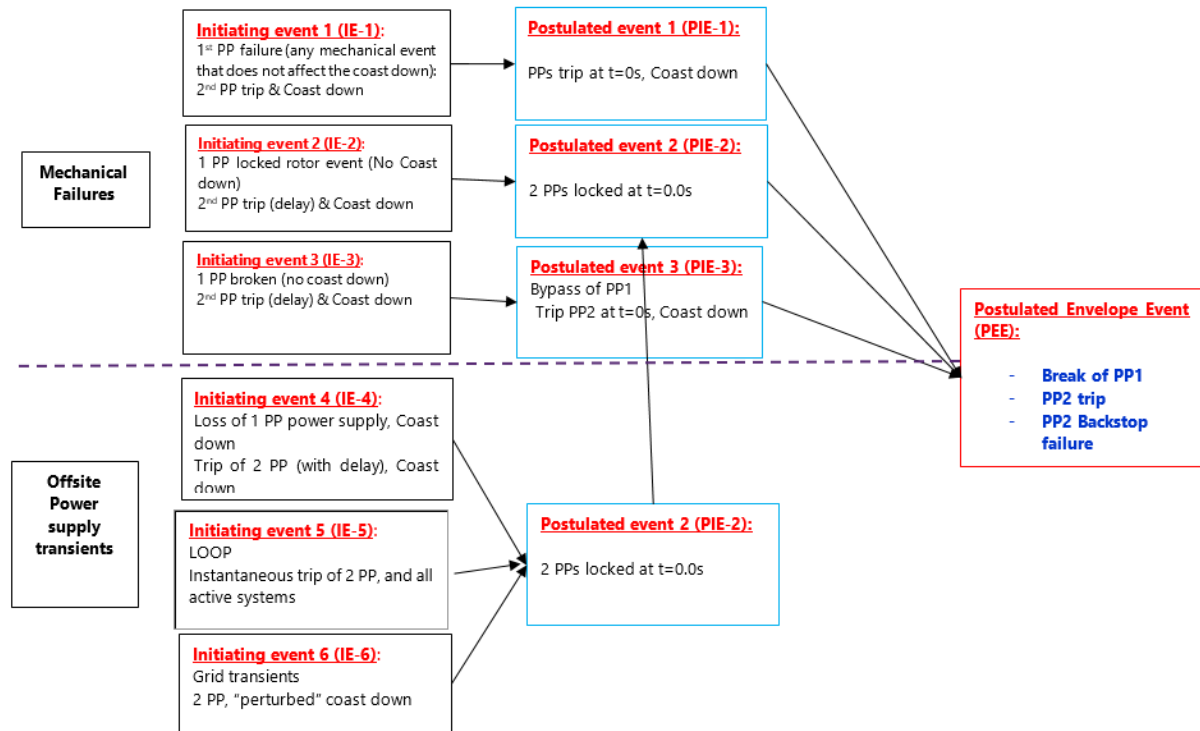 Initiating event 1 (IE-1):
1st PP failure (any mechanical event
that does not affect the coast down):
2nd PP trip & Coast down
Postulated event 1 (PIE-1):
PPs trip at t=0s, Coast down
Mechanical
Failures
Initiating event 2 (IE-2):
1 PP locked rotor event (No Coast
down)
2nd PP trip (delay) & Coast down
Postulated event 2 (PIE-2):
2 PPs locked at t=0.0s
Initiating event 3 (IE-3):
1 PP broken (no coast down)
2nd PP trip (delay) & Coast down
Postulated event 3 (PIE-3):
Bypass of PP1
Trip PP2 at t=0s, Coast down
Postulated Envelope Event
(PEE):
- Break of PP1
- PP2 trip
- PP2 Backstop
failure
Offsite
Power
supply
transients
Initiating event 4 (IE-4):
Loss of 1 PP power supply, Coast
down
Trip of 2 PP (with delay), Coast
down
Initiating event 5 (IE-5):
LOOP
Instantaneous trip of 2 PP, and all
active systems
Postulated event 2 (PIE-2):
2 PPs locked at t=0.0s
Initiating event 6 (IE-6):
Grid transients
2 PP, “perturbed” coast down